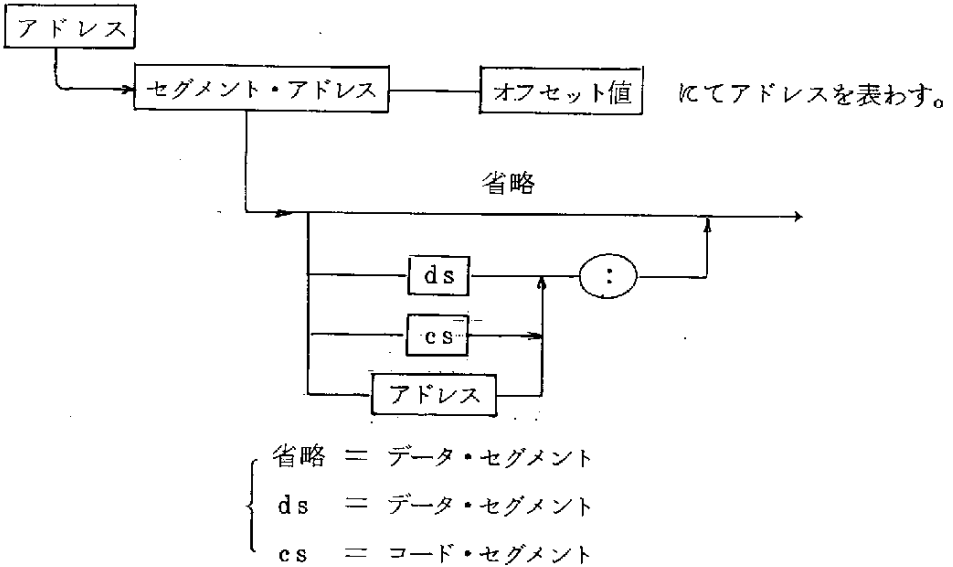 アドレス
セグメント・アドレス オフセット値 にてアドレスを表わす。
省略
ds :
cs
アドレス
省略 = データ・セグメント
ds = データ・セグメント
cs = コード・セグメント